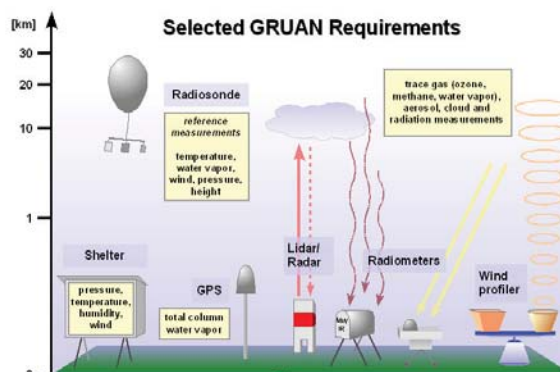 Selected GRUAN Requirements
[km]
30
20
10
1
Radiosonde
reference
measurements
temperature,
water vapor,
wind, pressure,
height
trace gas (ozone,
methane, water vapor),
aerosol, cloud and
radiation measurements
Shelter
pressure,
temperature,
humidity,
wind
GPS
total column
water vapor
Lidar/
Radar
Radiometers
MW
IR
Wind
profiler